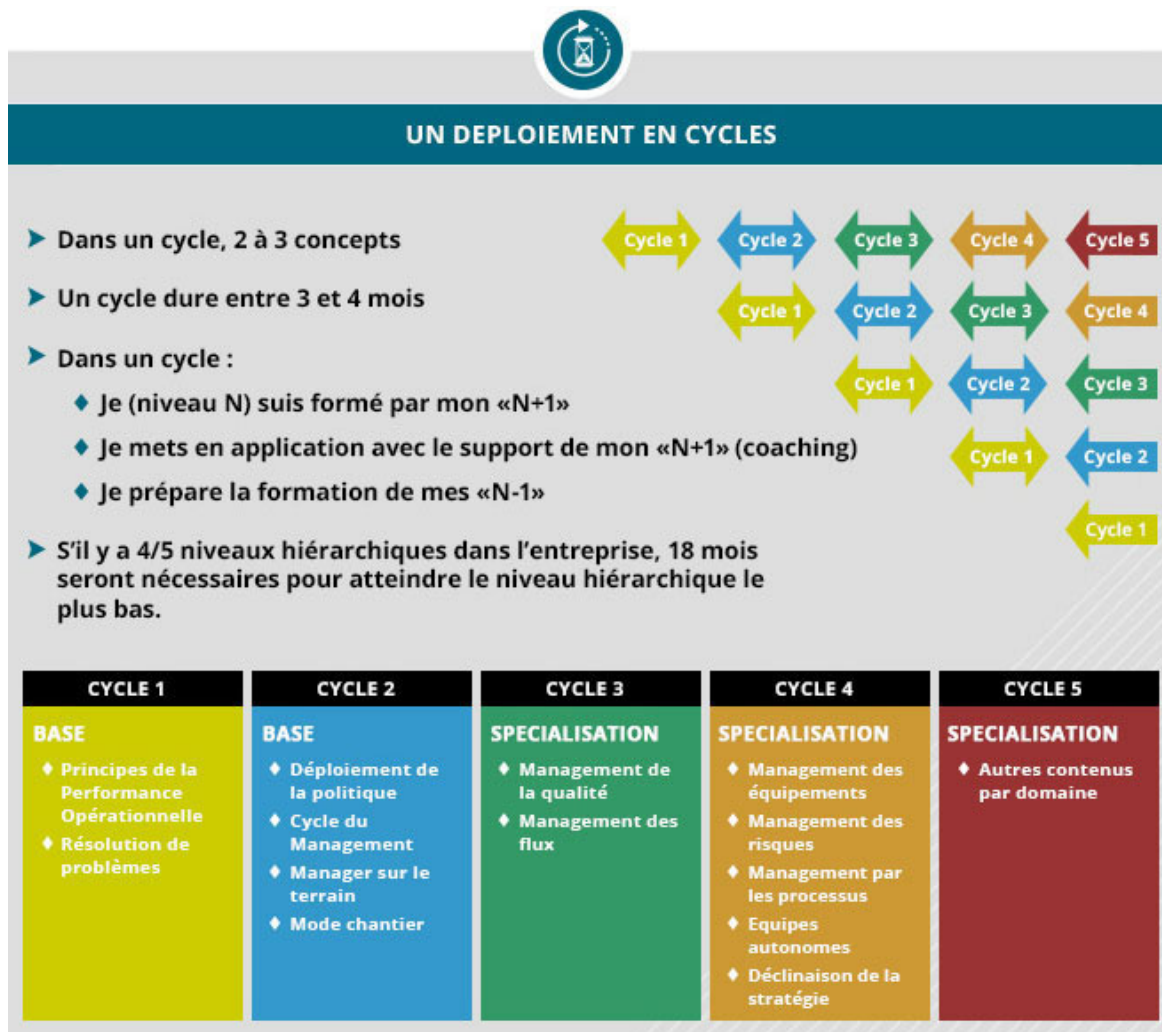 UN DEPLOIEMENT EN CYCLES
➤ Dans un cycle, 2 à 3 concepts
➤ Un cycle dure entre 3 et 4 mois
➤ Dans un cycle :
♦ Je (niveau N) suis formé par mon «N+1»
♦ Je mets en application avec le support de mon «N+1» (coaching)
♦ Je prépare la formation de mes «N-1»
➤ S’il y a 4/5 niveaux hiérarchiques dans l’entreprise, 18 mois
seront nécessaires pour atteindre le niveau hiérarchique le
plus bas.
Cycle 1 Cycle 2 Cycle 3 Cycle 4 Cycle 5
Cycle 1 Cycle 2 Cycle 3 Cycle 4
Cycle 1 Cycle 2 Cycle 3
Cycle 1 Cycle 2
Cycle 1
CYCLE 1
BASE
♦ Principes de la
Performance
Opérationnelle
♦ Résolution de
problèmes
CYCLE 2
BASE
♦ Déploiement de
la politique
♦ Cycle du
Management
♦ Manager sur le
terrain
♦ Mode chantier
CYCLE 3
SPECIALISATION
♦ Management de
la qualité
♦ Management des
flux
CYCLE 4
SPECIALISATION
♦ Management des
équipements
♦ Management des
risques
♦ Management par
les processus
♦ Equipes
autonomes
♦ Déclinaison de la
stratégie
CYCLE 5
SPECIALISATION
♦ Autres contenus
par domaine